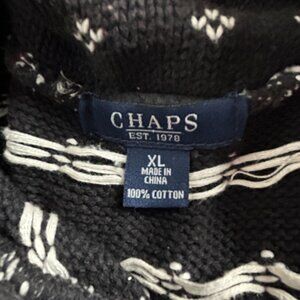 CHAPS
EST. 1978
XL
MADE IN
CHINA
100% COTTON